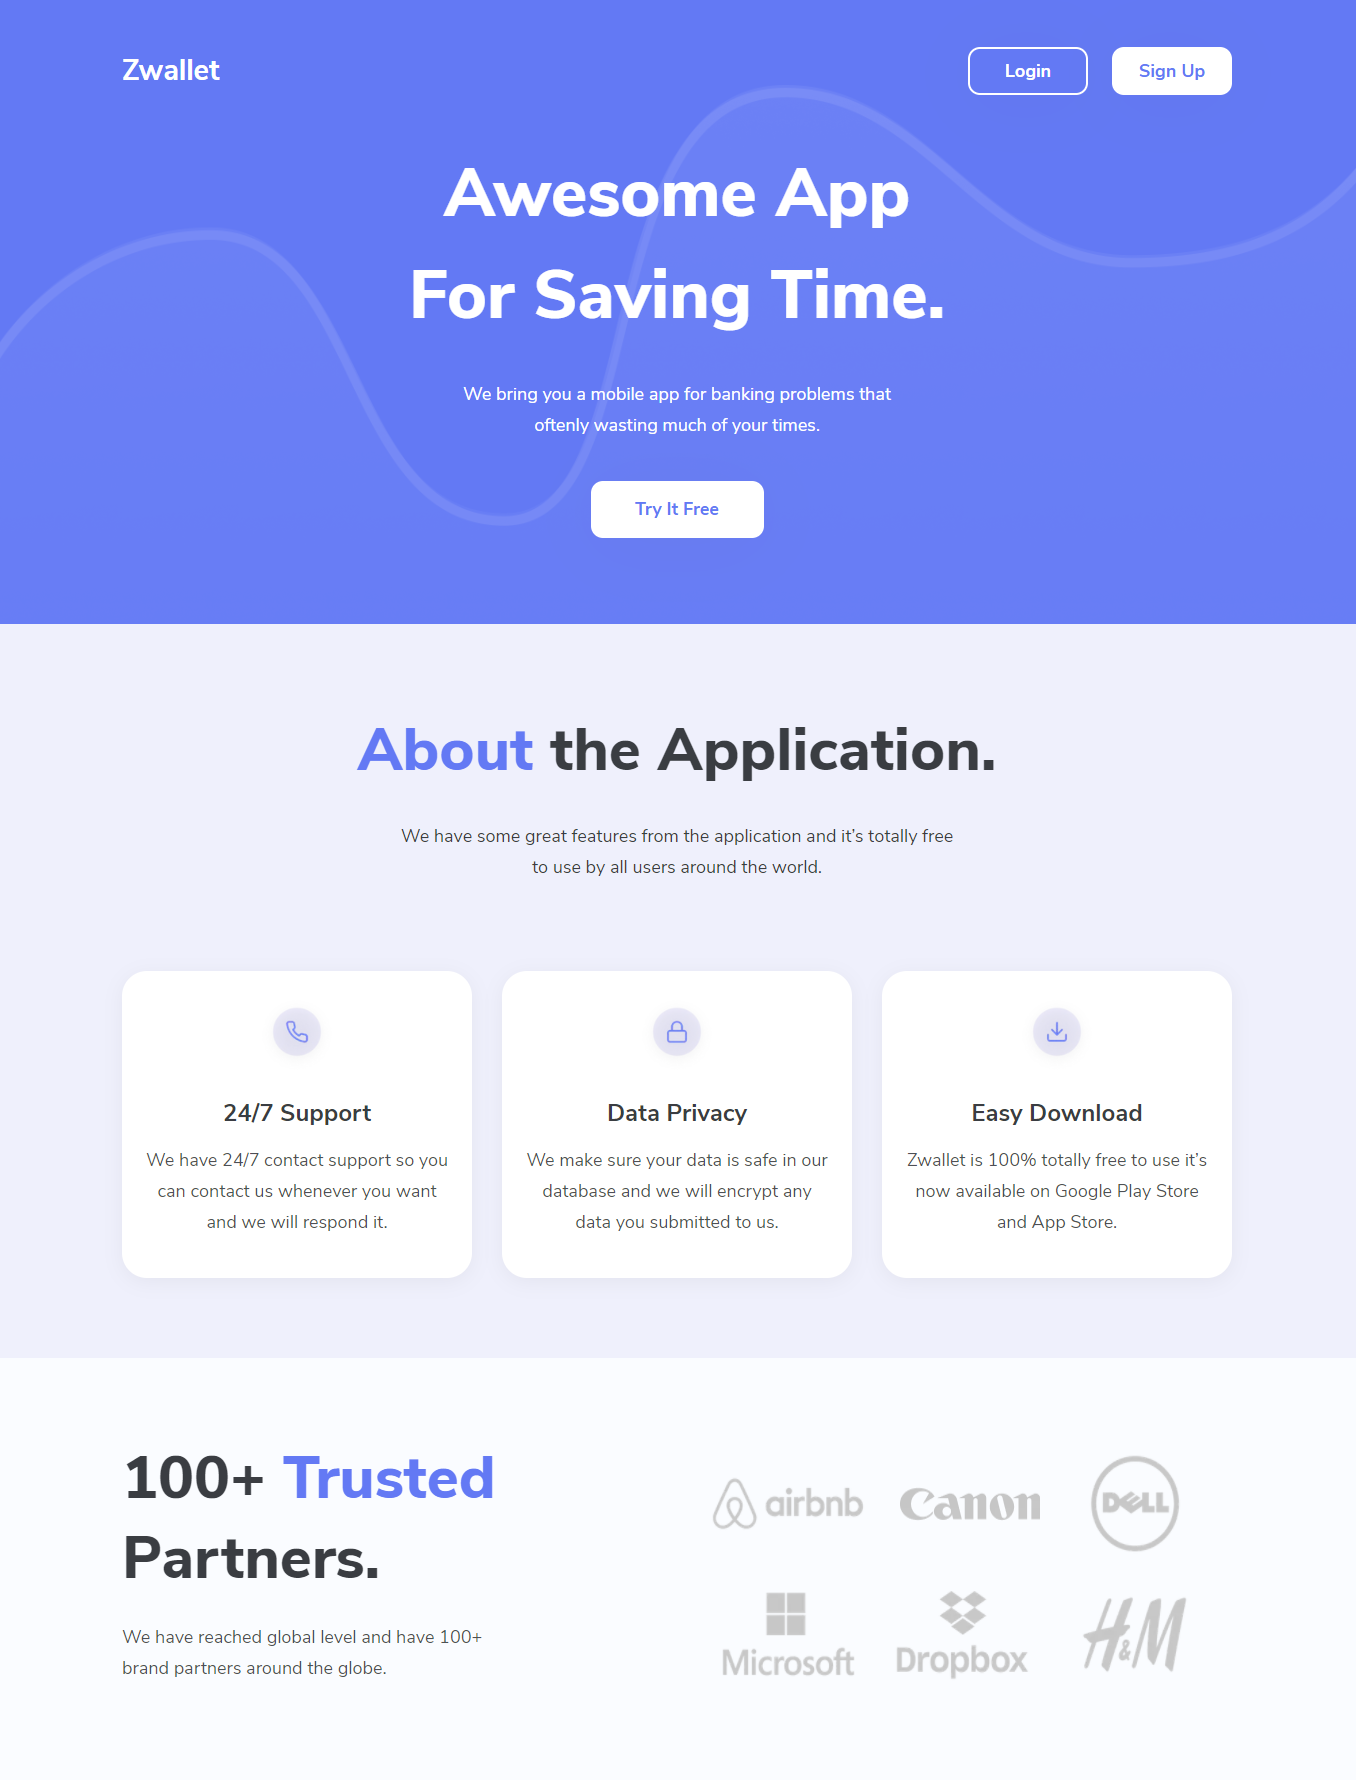 Zwallet
Login
Sign Up
Awesome App
For Saving Time.
We bring you a mobile app for banking problems that
oftenly wasting much of your times.
Try It Free
About the Application.
We have some great features from the application and it’s totally free
to use by all users around the world.
24/7 Support
We have 24/7 contact support so you
can contact us whenever you want
and we will respond it.
Data Privacy
We make sure your data is safe in our
database and we will encrypt any
data you submitted to us.
Easy Download
Zwallet is 100% totally free to use it’s
now available on Google Play Store
and App Store.
100+ Trusted
Partners.
We have reached global level and have 100+
brand partners around the globe.
airbnb
Canon
DELL
Microsoft
Dropbox
H&M